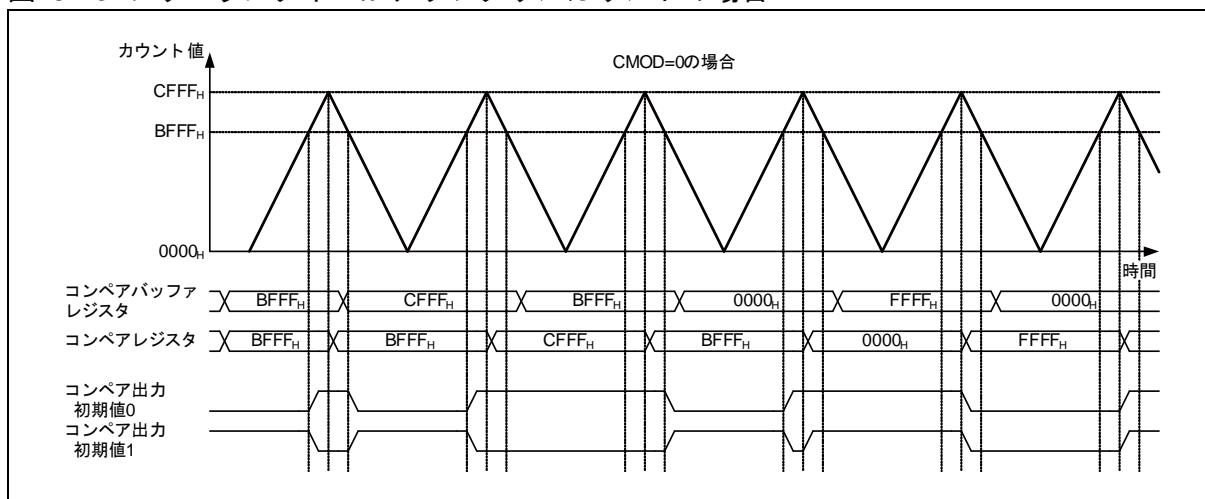 カウント値
CMOD=0の場合
CFFFH
BFFFH
0000H
時間
コンペアバッファ
レジスタ
BFFFH CFFFH BFFFH 0000H FFFFH 0000H
コンペアレジスタ
BFFFH BFFFH CFFFH BFFFH 0000H FFFFH
コンペア出力
初期値0
コンペア出力
初期値1